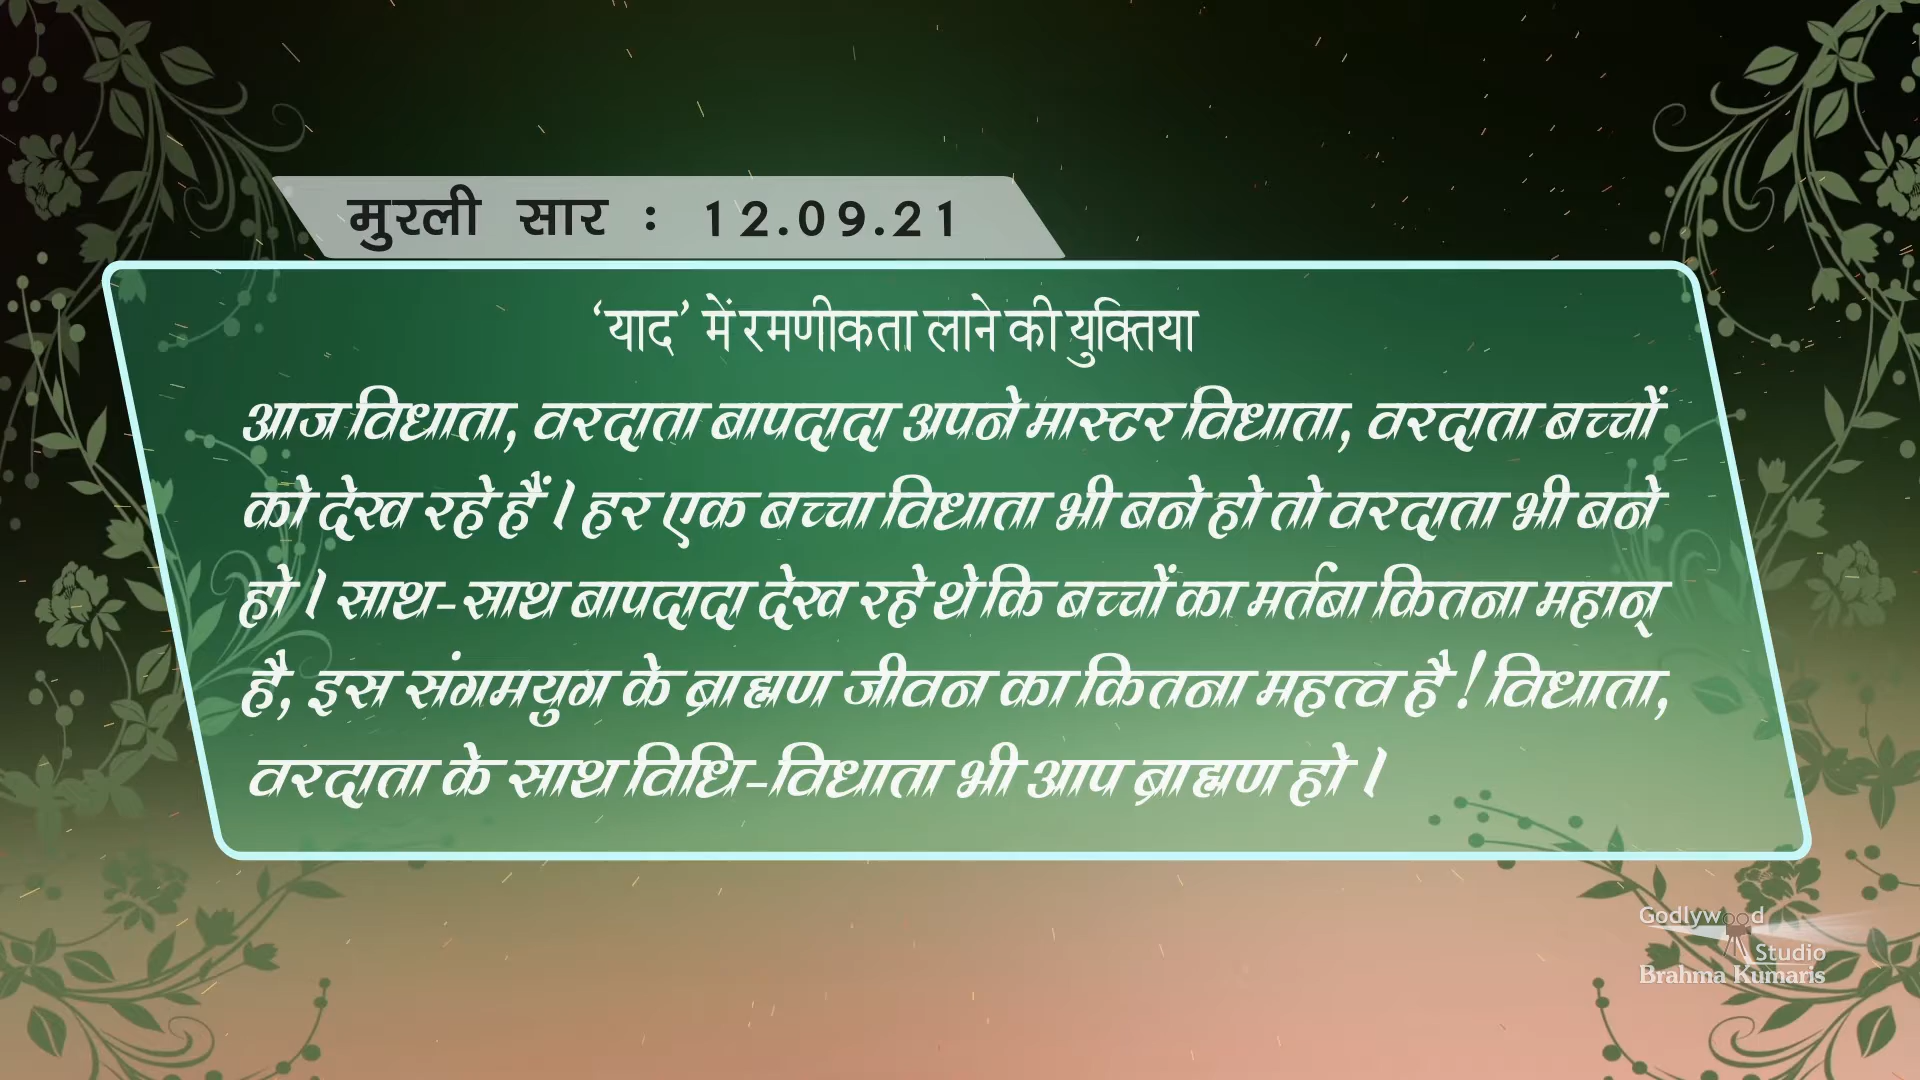 मुरली सार : 12.09.21
‘याद’ में रमणीकता लाने की युक्तिया
आज विधाता, वरदाता बापदादा अपने मास्टर विधाता, वरदाता बच्चों
को देख रहे हैं। हर एक बच्चा विधाता भी बने हो तो वरदाता भी बने
हो। साथ-साथ बापदादा देख रहे थे कि बच्चों का मर्तबा कितना महान्
है, इस संगमयुग के ब्राह्मण जीवन का कितना महत्व है! विधाता,
वरदाता के साथ विधि-विधाता भी आप ब्राह्मण हो।
Godlywood
Studio
Brahma Kumaris